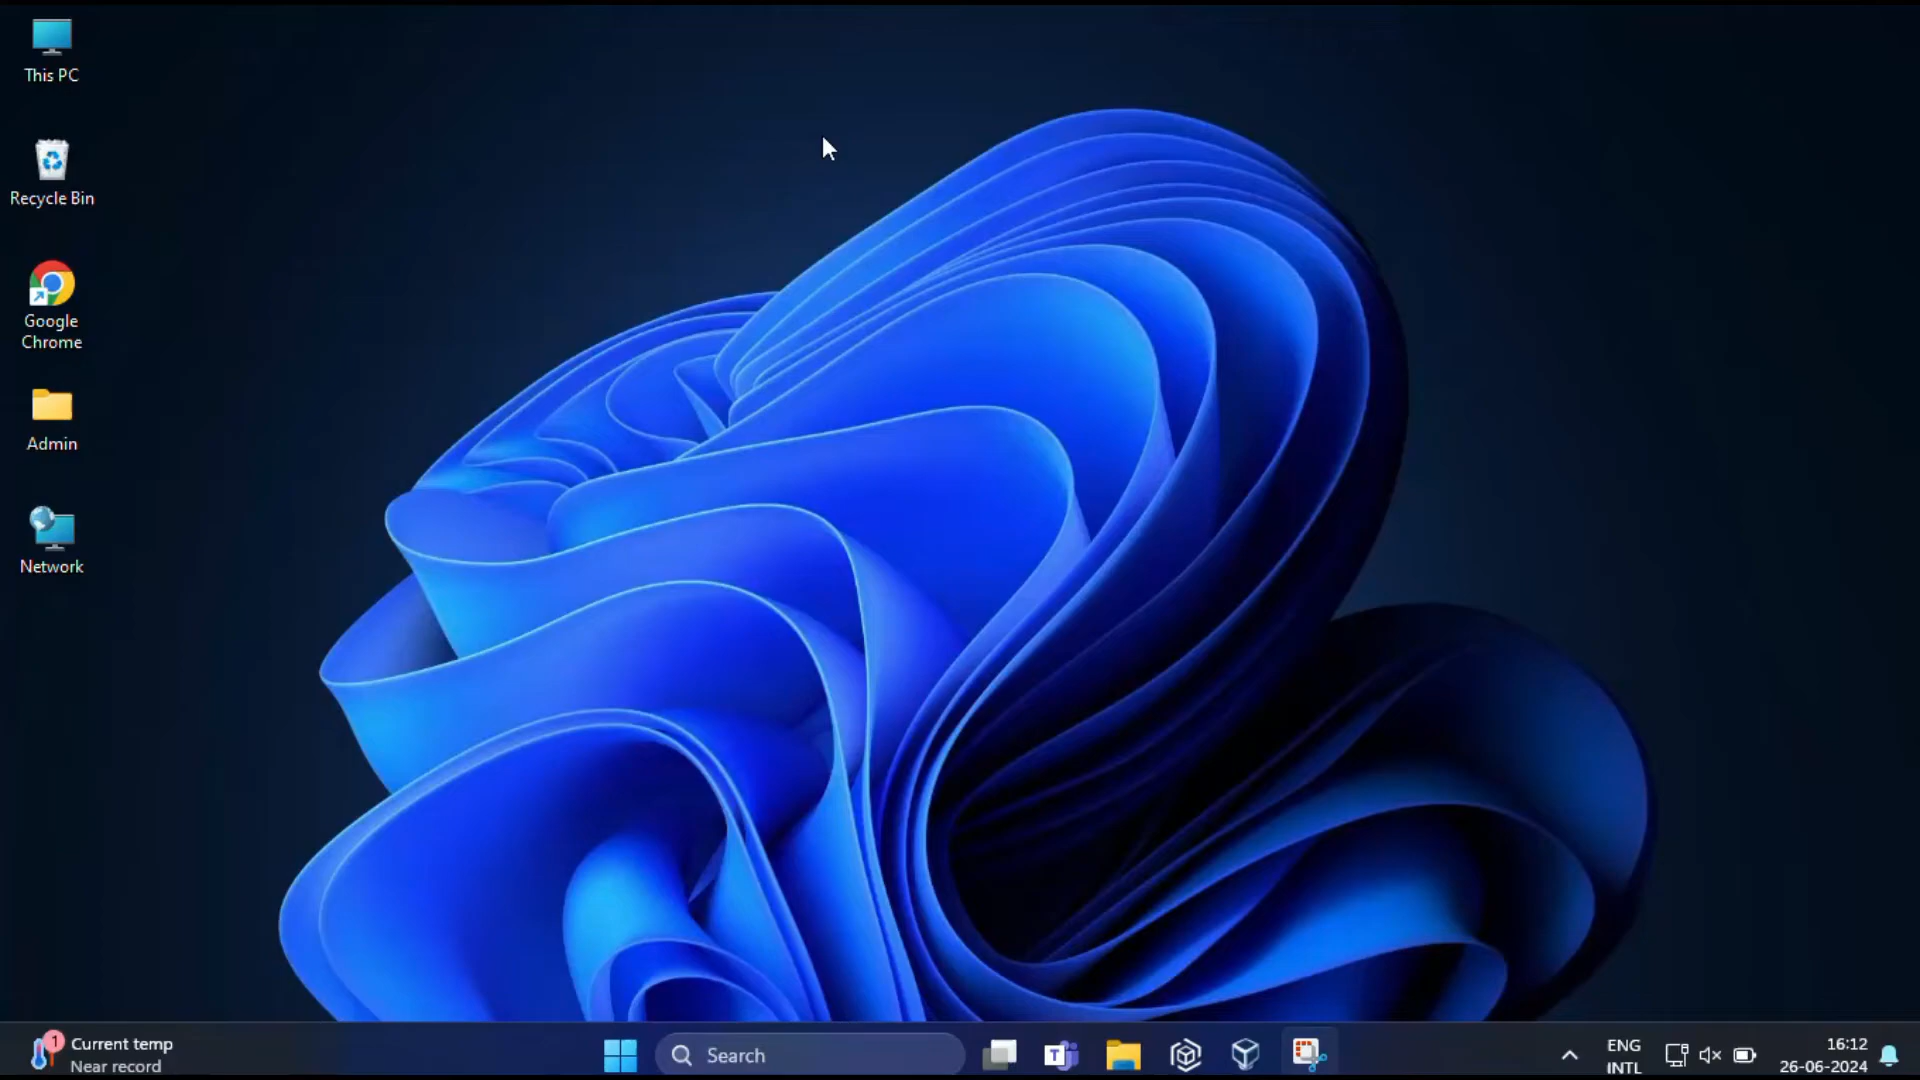 This PC
Recycle Bin
Google
Chrome
Admin
Network
1
Current temp
Near record
Search
T
ENG
INTL
16:12
26-06-2024